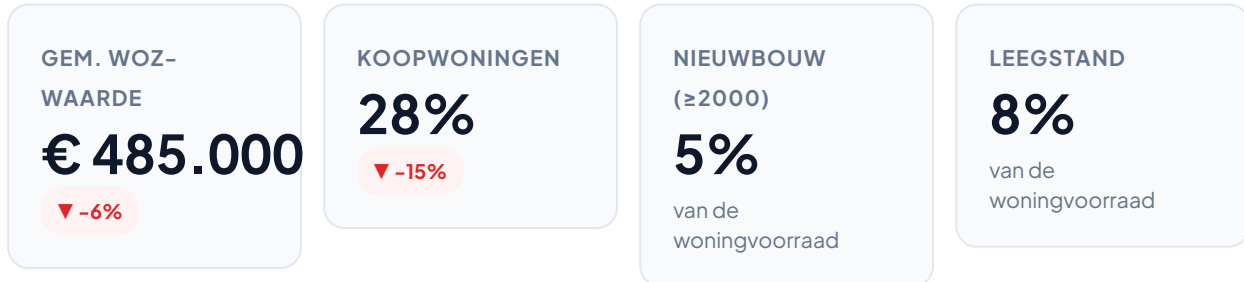 GEM. WOZ-
WAARDE
€ 485.000
▼ -6%
KOOPWONINGEN
28%
▼ -15%
NIEUWBOUW
(≥2000)
5%
van de
woningvoorraad
LEEGSTAND
8%
van de
woningvoorraad